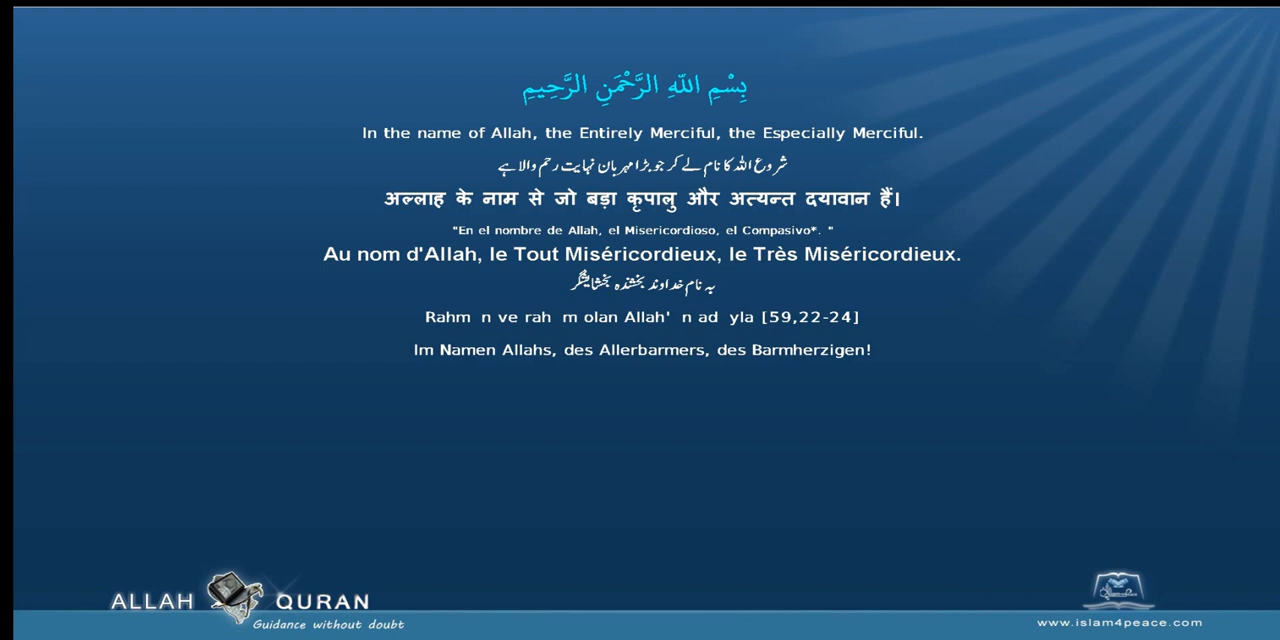 بِسْمِ اللّهِ الرَّحْمَنِ الرَّحِيمِ
In the name of Allah, the Entirely Merciful, the Especially Merciful.
شروع الله کا نام لے کر جو بڑا مہربان نہایت رحم والا ہے
अल्लाह के नाम से जो बड़ा कृपालु और अत्यन्त दयावान हैं।
"En el nombre de Allah, el Misericordioso, el Compasivo*. "
Au nom d'Allah, le Tout Miséricordieux, le Très Miséricordieux.
به نام خداوند بخشنده بخشایشگر
Rahm n ve rah m olan Allah' n ad yla [59,22-24]
Im Namen Allahs, des Allerbarmers, des Barmherzigen!
ALLAH QURAN
Guidance without doubt
www.islam4peace.com